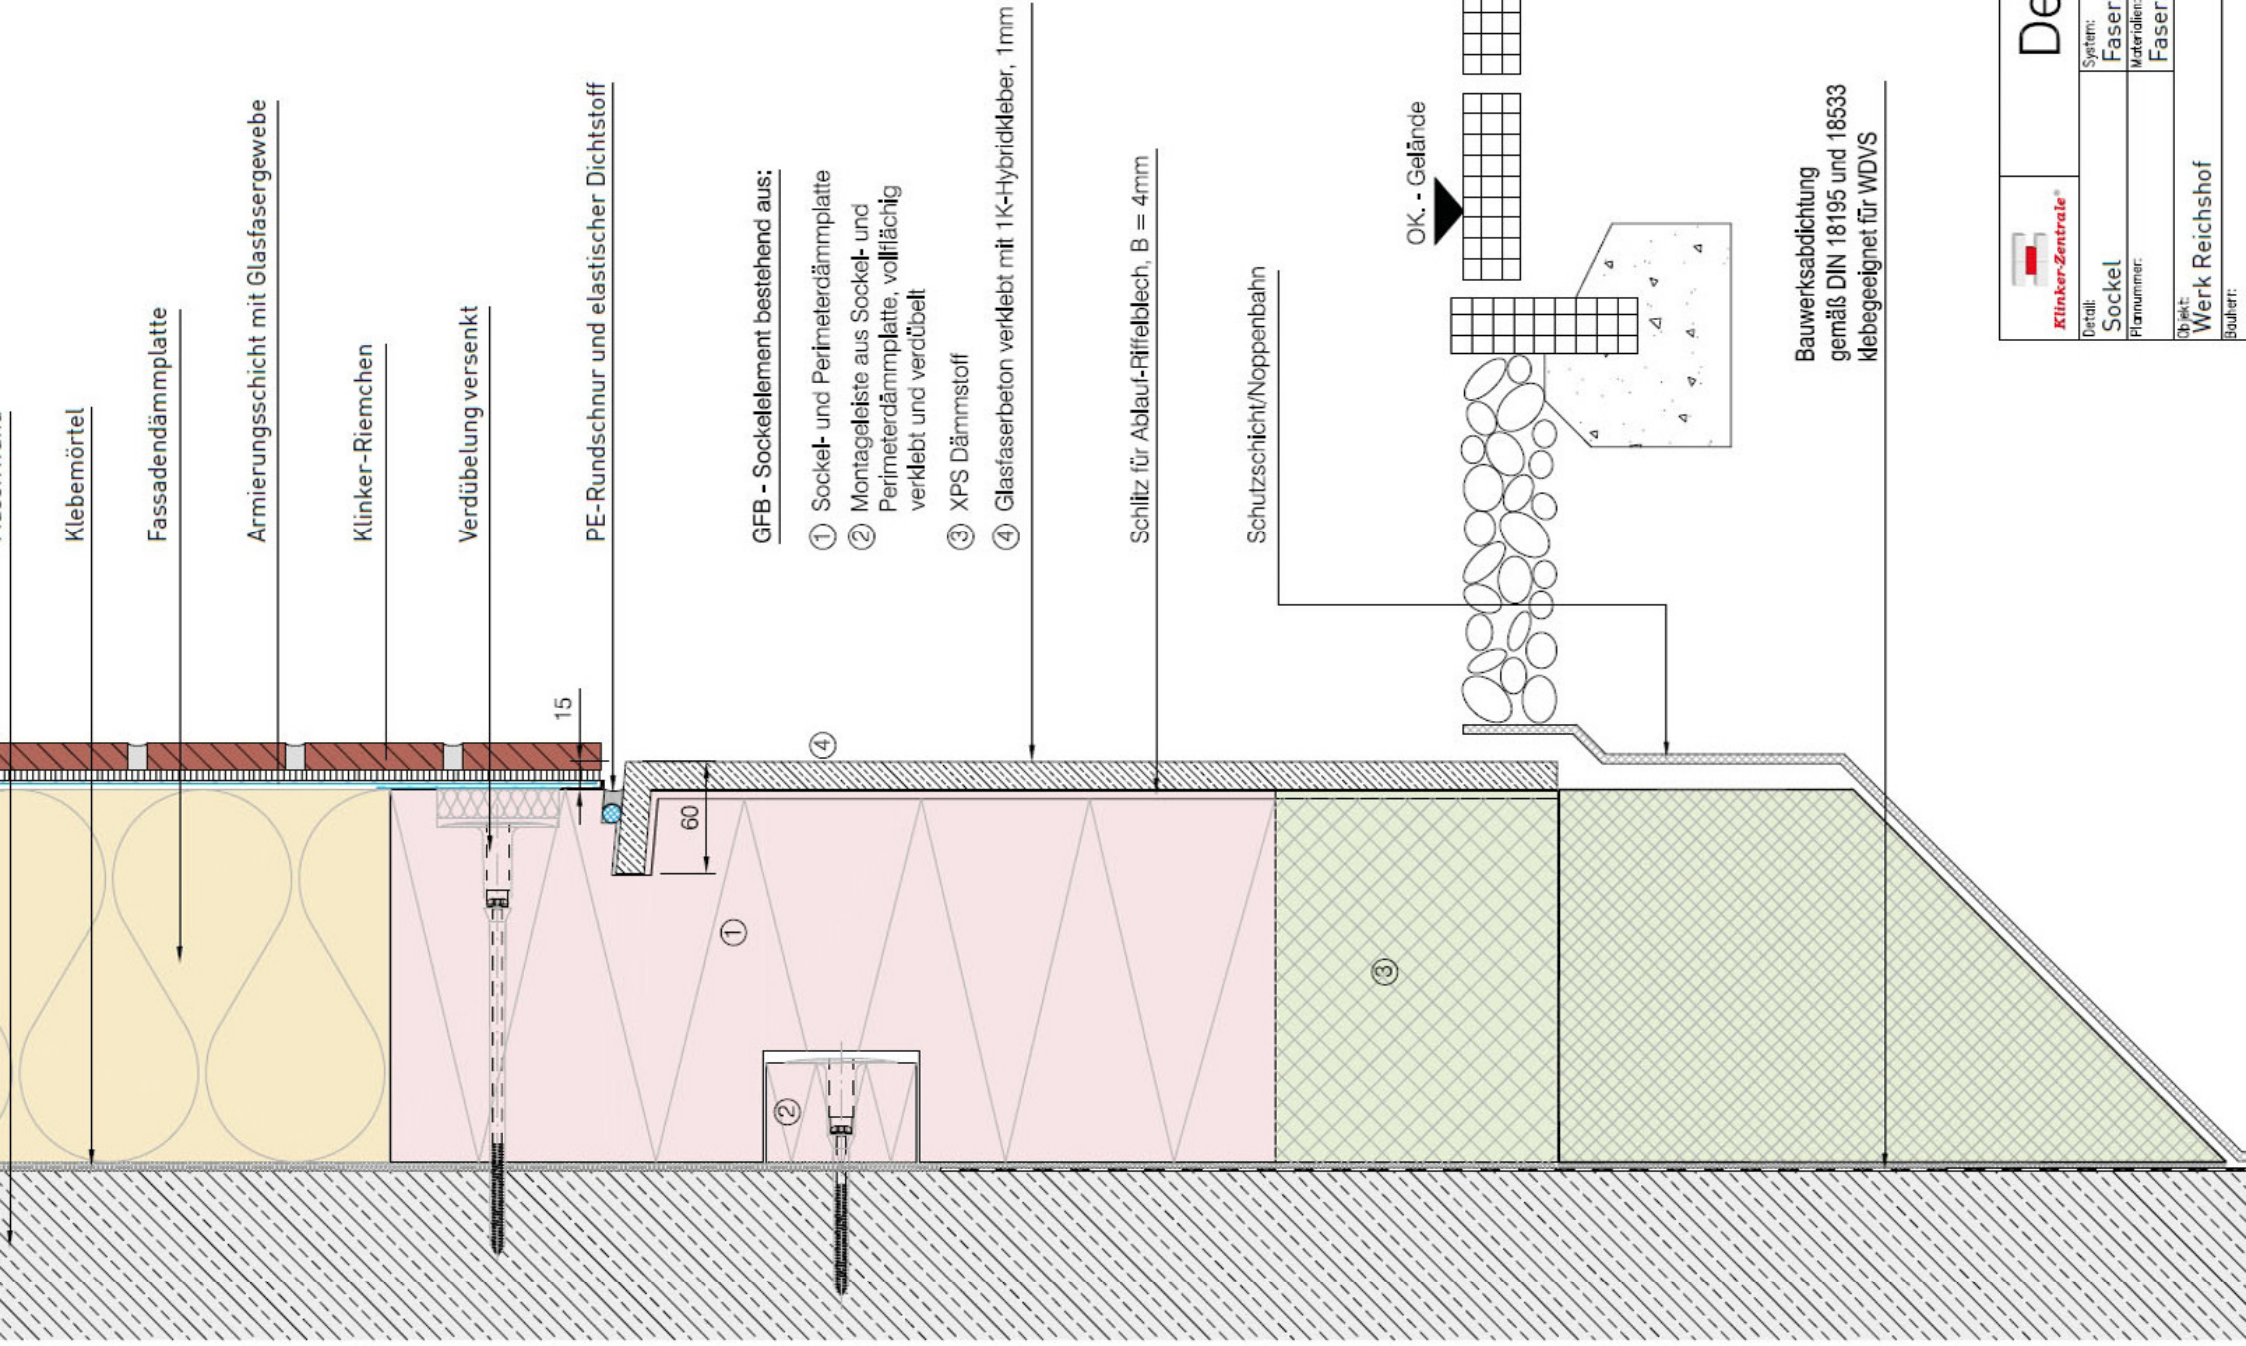 Klebemörtel
Fassadendämmplatte
Armierungsschicht mit Glasfasergewebe
Klinker-Riemchen
Verdübelung versenkt
PE-Rundschnur und elastischer Dichtstoff
15
GFB - Sockelelement bestehend aus:
① Sockel- und Perimeterdämmplatte
② Montageleiste aus Sockel- und
Perimeterdämmplatte, vollflächig
verklebt und verdübelt
③ XPS Dämmstoff
④ Glasfaserbeton verklebt mit 1K-Hybridkleber, 1mm
Schlitz für Ablauf-Riffelblech, B = 4mm
Schutzschicht/Noppenbahn
OK. - Gelände
Bauwerksabdichtung
gemäß DIN 18195 und 18533
klebegeeignet für WDVS
④
60
①
②
③
Klinker-Zentrale®
De
Detail:
Sockel
System:
Faser
Plannummer:
Materialien:
Faser
Objekt:
Werk Reichshof
Bauherr: